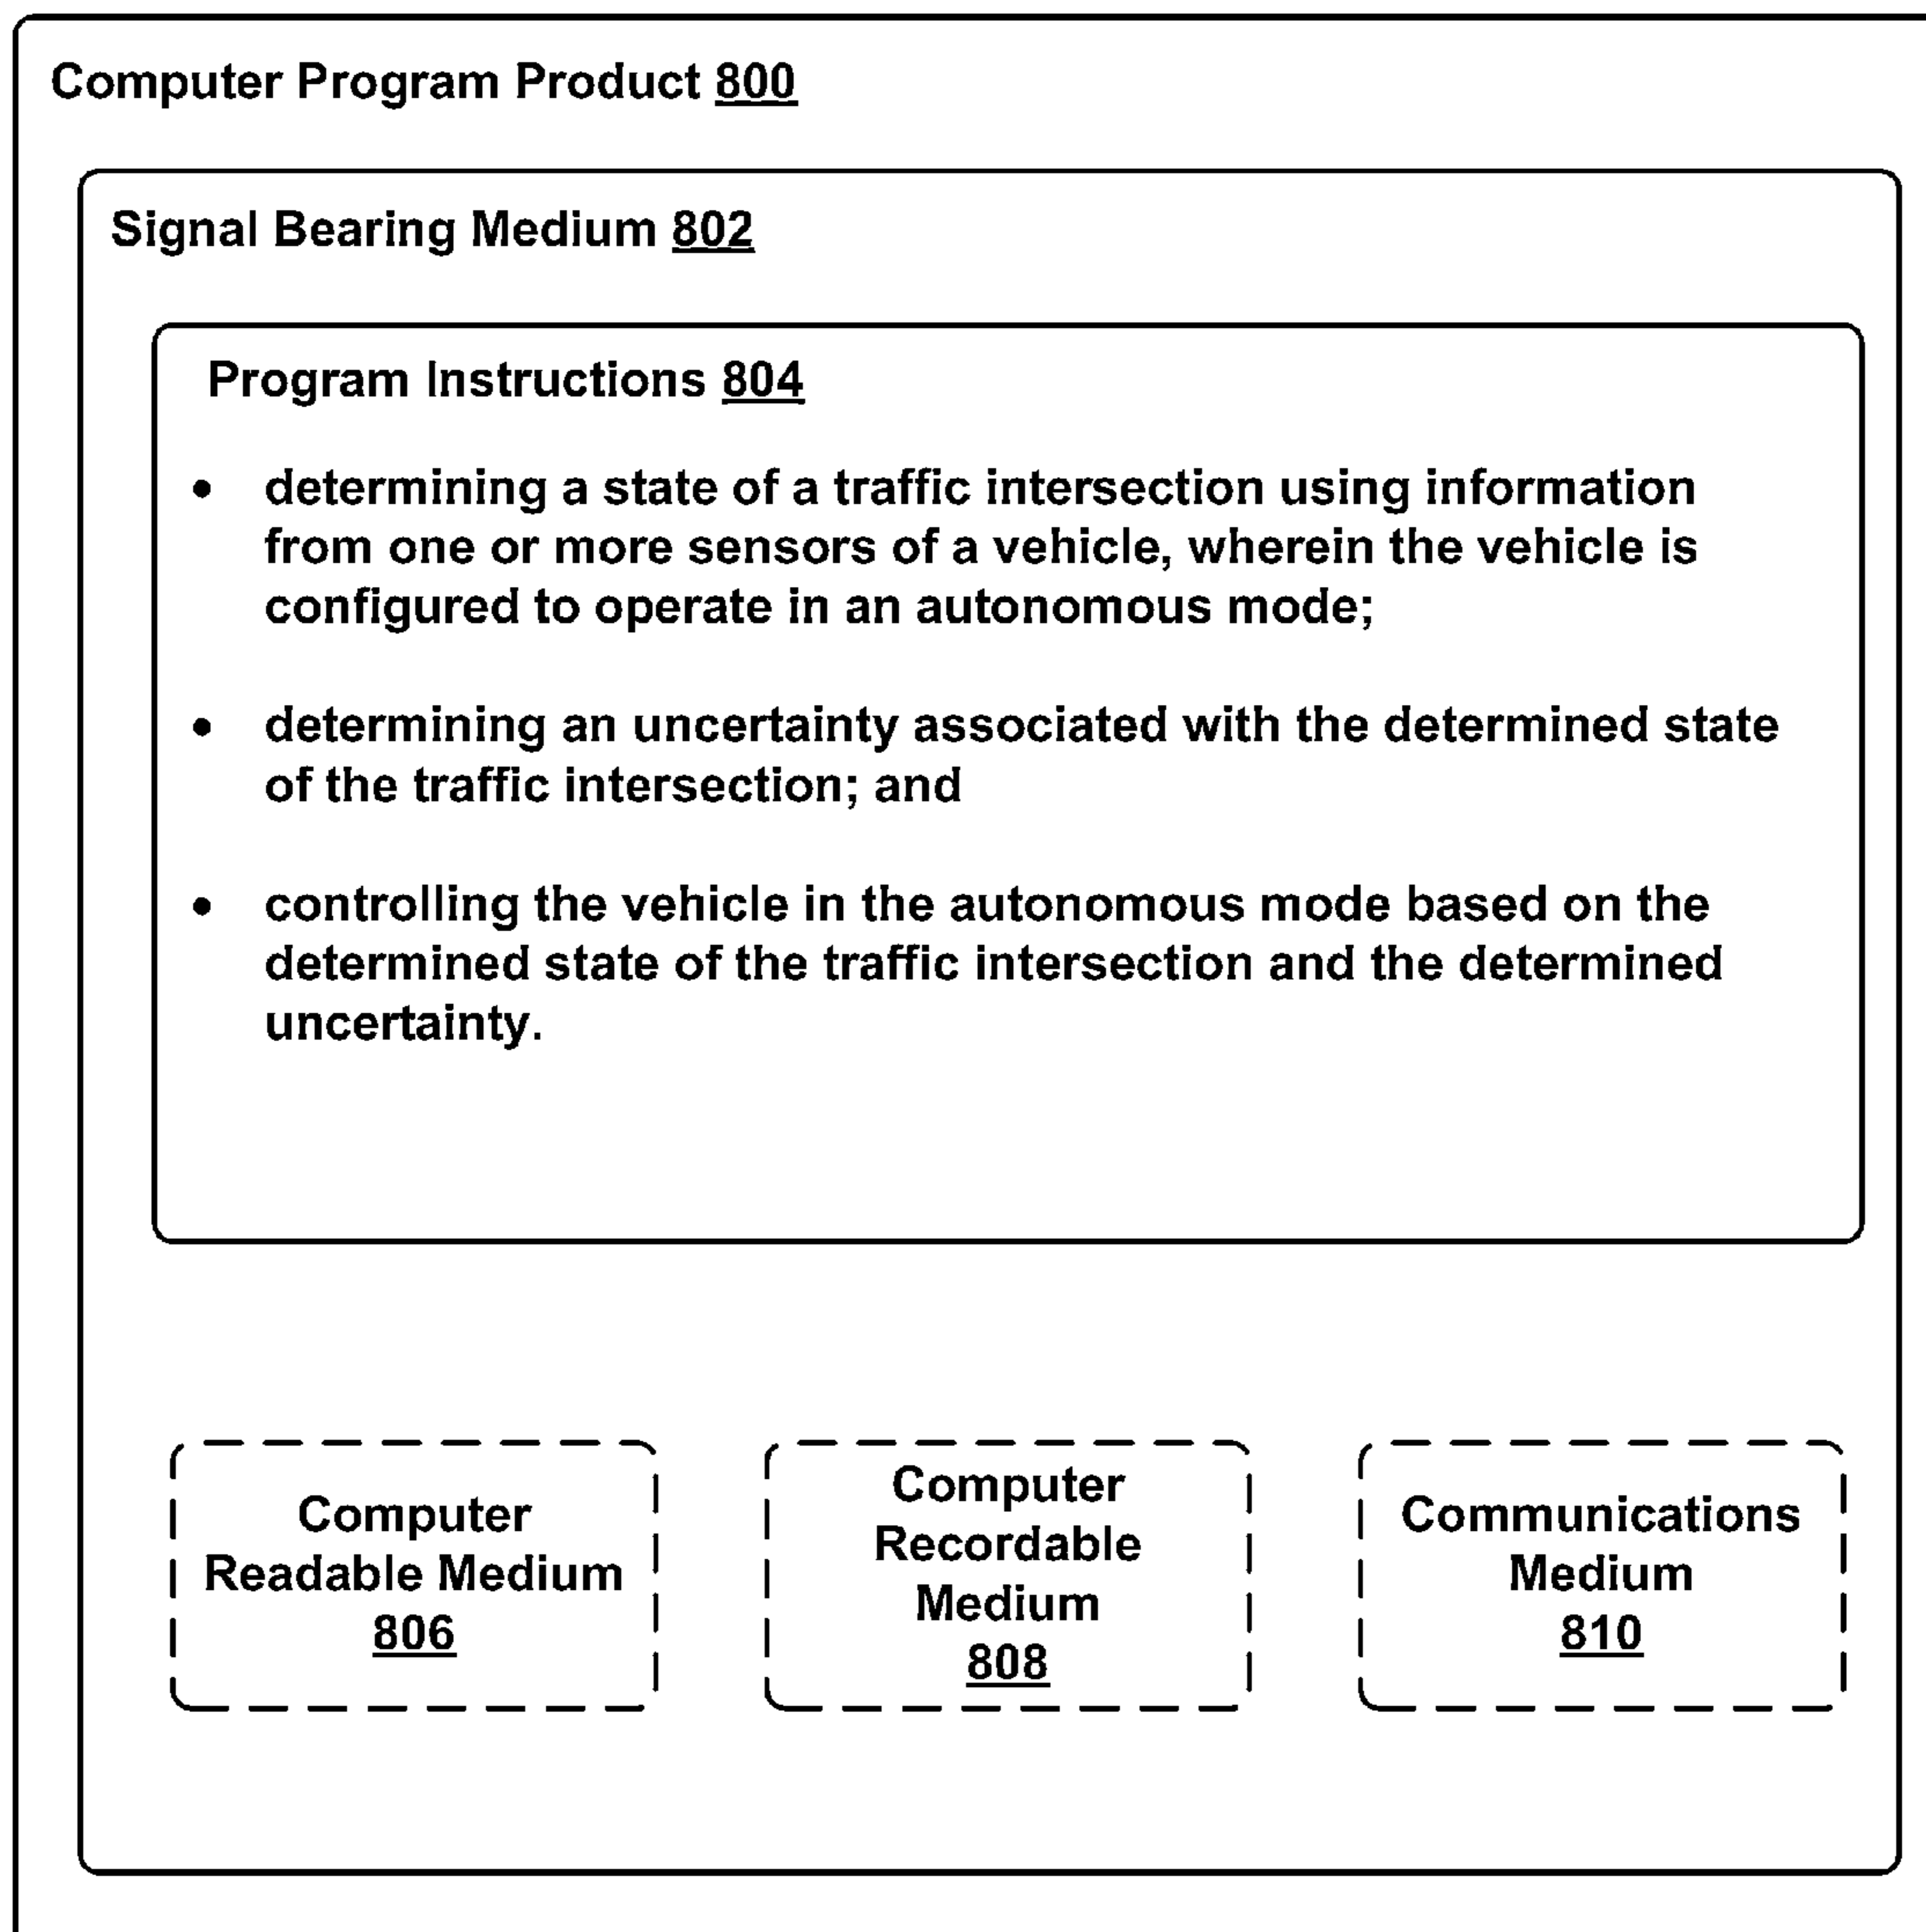 Computer Program Product 800
Signal Bearing Medium 802
Program Instructions 804
• determining a state of a traffic intersection using information
from one or more sensors of a vehicle, wherein the vehicle is
configured to operate in an autonomous mode;
• determining an uncertainty associated with the determined state
of the traffic intersection; and
• controlling the vehicle in the autonomous mode based on the
determined state of the traffic intersection and the determined
uncertainty.
Computer
Readable Medium
806
Computer
Recordable
Medium
808
Communications
Medium
810